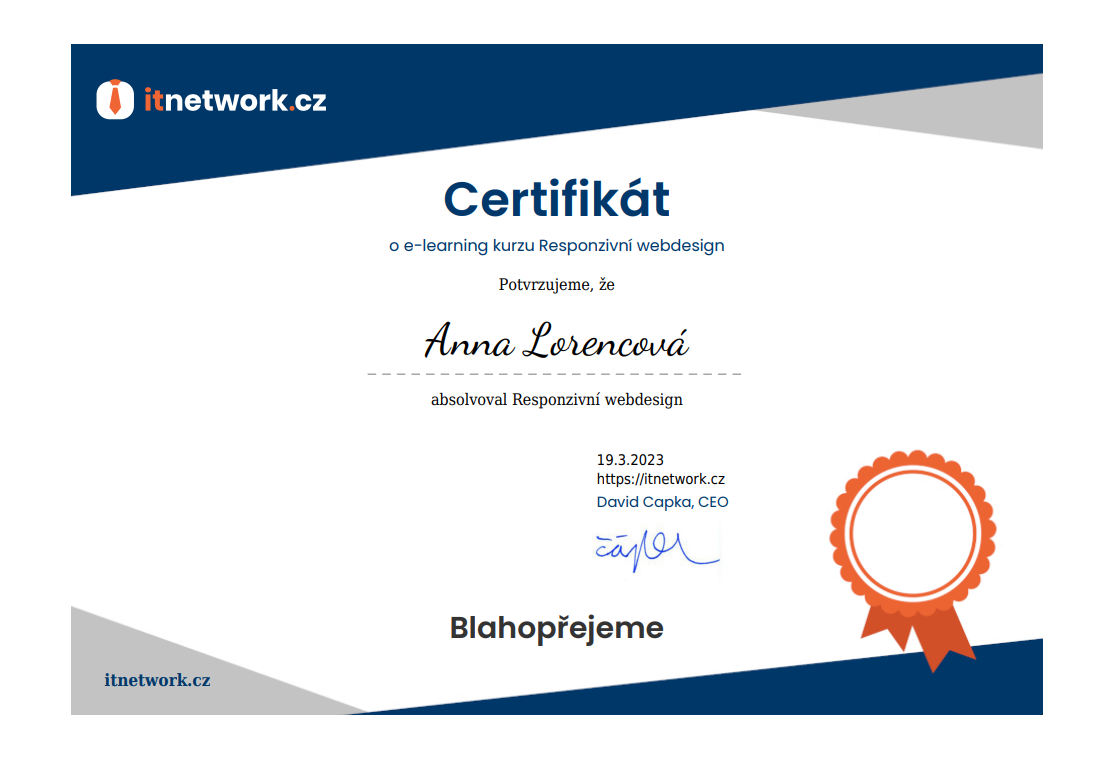 itnetwork.cz
Certifikát
o e-learning kurzu Responzivní webdesign
Potvrzujeme, že
Anna Lorencová
absolvoval Responzivní webdesign
19.3.2023
https://itnetwork.cz
David Capka, CEO
Blahopřejeme
itnetwork.cz